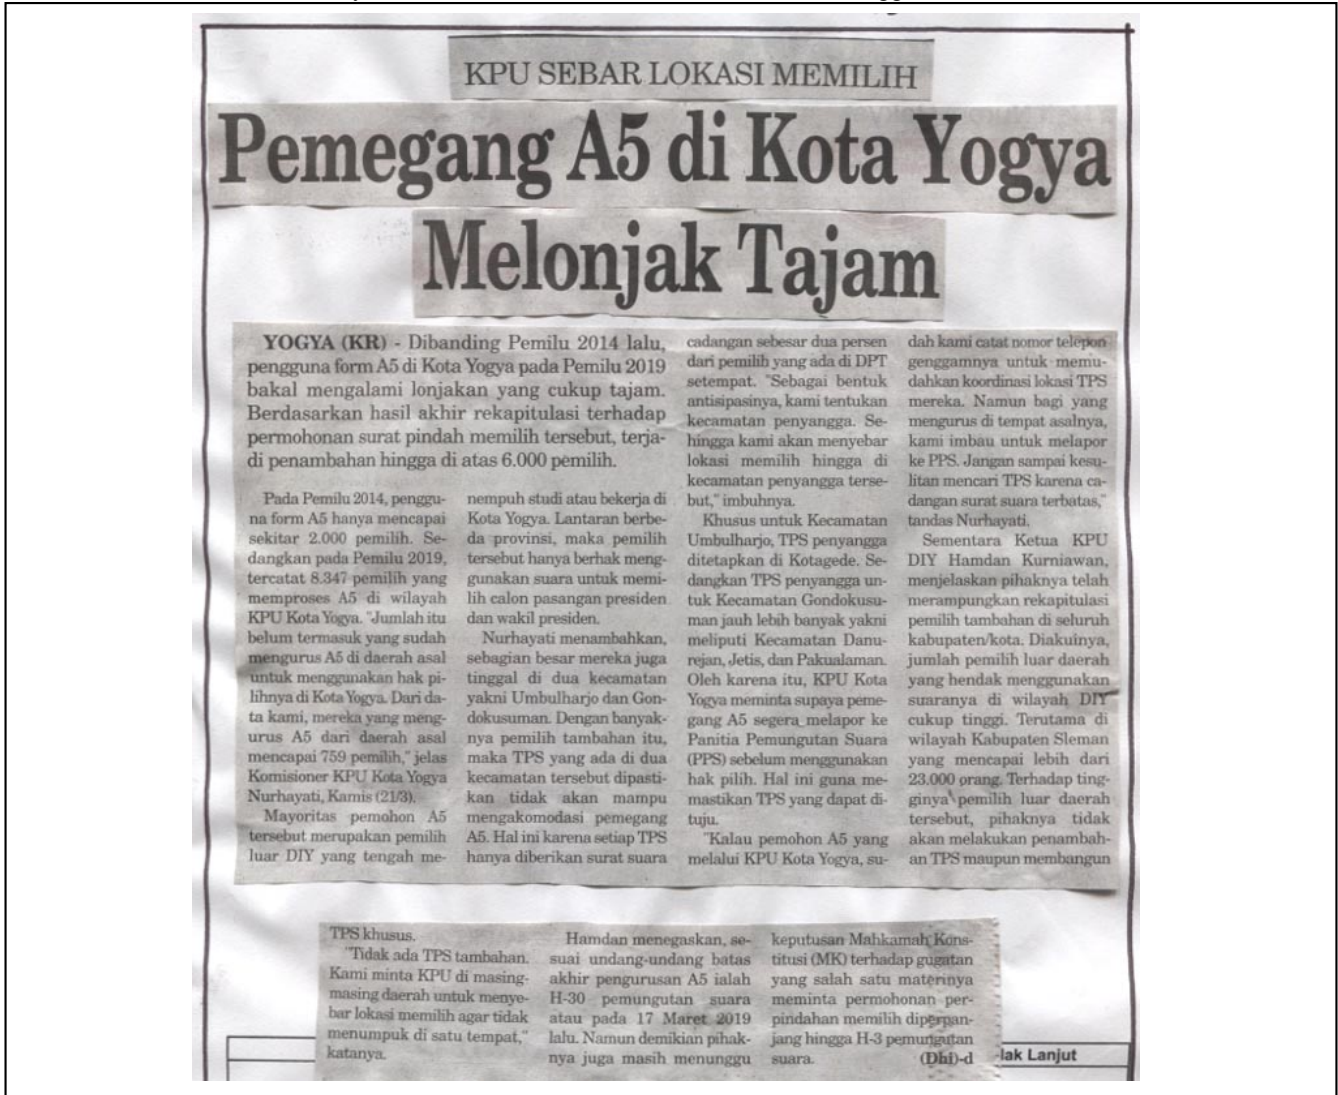 KPU SEBAR LOKASI MEMILIH
Pemegang A5 di Kota Yogya
Melonjak Tajam
YOGYA (KR) - Dibanding Pemilu 2014 lalu,
pengguna form A5 di Kota Yogya pada Pemilu 2019
bakal mengalami lonjakan yang cukup tajam.
Berdasarkan hasil akhir rekapitulasi terhadap
permohonan surat pindah memilih tersebut, terja-
di penambahan hingga di atas 6.000 pemilih.
Pada Pemilu 2014, penggu-
na form A5 hanya mencapai
sekitar 2.000 pemilih. Se-
dangkan pada Pemilu 2019,
tercatat 8.347 pemilih yang
memproses A5 di wilayah
KPU Kota Yogya. "Jumlah itu
belum termasuk yang sudah
mengurus A5 di daerah asal
untuk menggunakan hak pi-
lihnya di Kota Yogya. Dari da-
ta kami, mereka yang meng-
urus A5 dari daerah asal
mencapai 759 pemilih," jelas
Komisioner KPU Kota Yogya
Nurhayati, Kamis (21/3).
Mayoritas pemohon A5
tersebut merupakan pemilih
luar DIY yang tengah me-
nempuh studi atau bekerja di
Kota Yogya. Lantaran berbe-
da provinsi, maka pemilih
tersebut hanya berhak meng-
gunakan suara untuk memi-
lih calon pasangan presiden
dan wakil presiden.
Nurhayati menambahkan,
sebagian besar mereka juga
tinggal di dua kecamatan
yakni Umbulharjo dan Gon-
dokusuman. Dengan banyak-
nya pemilih tambahan itu,
maka TPS yang ada di dua
kecamatan tersebut dipasti-
kan tidak akan mampu
mengakomodasi pemegang
A5. Hal ini karena setiap TPS
hanya diberikan surat suara
cadangan sebesar dua persen
dari pemilih yang ada di DPT
setempat. "Sebagai bentuk
antisipasinya, kami tentukan
kecamatan penyangga. Se-
hingga kami akan menyebar
lokasi memilih hingga di
kecamatan penyangga terse-
but," imbuhnya.
Khusus untuk Kecamatan
Umbulharjo, TPS penyangga
ditetapkan di Kotagede. Se-
dangkan TPS penyangga un-
tuk Kecamatan Gondokusu-
man jauh lebih banyak yakni
meliputi Kecamatan Danu-
rejan, Jetis, dan Pakualaman.
Oleh karena itu, KPU Kota
Yogya meminta supaya peme-
gang A5 segera melapor ke
Panitia Pemungutan Suara
(PPS) sebelum menggunakan
hak pilih. Hal ini guna me-
mastikan TPS yang dapat di-
tuju.
"Kalau pemohon A5 yang
melalui KPU Kota Yogya, su-
dah kami catat nomor telepon
genggamnya untuk memu-
dahkan koordinasi lokasi TPS
mereka. Namun bagi yang
mengurus di tempat asalnya,
kami imbau untuk melapor
ke PPS. Jangan sampai kesu-
litan mencari TPS karena ca-
dangan surat suara terbatas,"
tandas Nurhayati.
Sementara Ketua KPU
DIY Hamdan Kurniawan,
menjelaskan pihaknya telah
merampungkan rekapitulasi
pemilih tambahan di seluruh
kabupaten/kota. Diakuinya,
jumlah pemilih luar daerah
yang hendak menggunakan
suaranya di wilayah DIY
cukup tinggi. Terutama di
wilayah Kabupaten Sleman
yang mencapai lebih dari
23.000 orang. Terhadap ting-
ginya pemilih luar daerah
tersebut, pihaknya tidak
akan melakukan penambah-
an TPS maupun membangun
TPS khusus.
"Tidak ada TPS tambahan.
Kami minta KPU di masing-
masing daerah untuk menye-
bar lokasi memilih agar tidak
menumpuk di satu tempat,"
katanya.
Hamdan menegaskan, se-
suai undang-undang batas
akhir pengurusan A5 ialah
H-30 pemungutan suara
atau pada 17 Maret 2019
lalu. Namun demikian pihak-
nya juga masih menunggu
keputusan Mahkamah Kons-
titusi (MK) terhadap gugatan
yang salah satu materinya
meminta permohonan per-
pindahan memilih diperpan-
jang hingga H-3 pemungutan
suara. (Dhi)-d
Lanjut